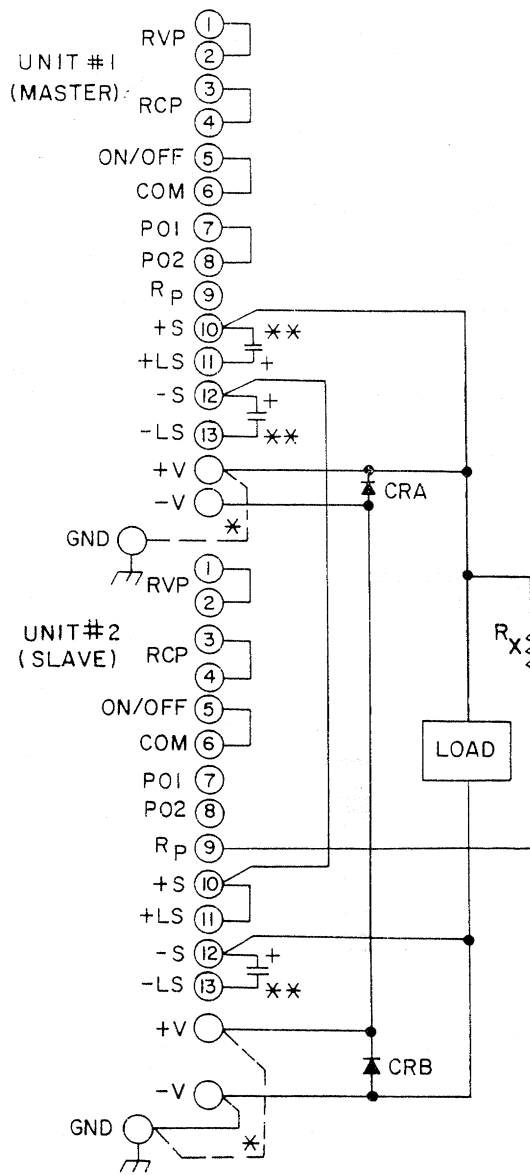 UNIT #1
(MASTER)
RVP 1
2
RCP 3
4
ON/OFF 5
COM 6
PO1 7
PO2 8
RP 9
+S 10 **
+LS 11 +
-S 12 +
-LS 13 **
+V
-V CRA
GND *
UNIT #2
(SLAVE)
RVP 1
2
RCP 3
4
RX
ON/OFF 5
COM 6
LOAD
PO1 7
PO2 8
RP 9
+S 10
+LS 11
-S 12 +
-LS 13 **
+V
CRB
-V
GND *